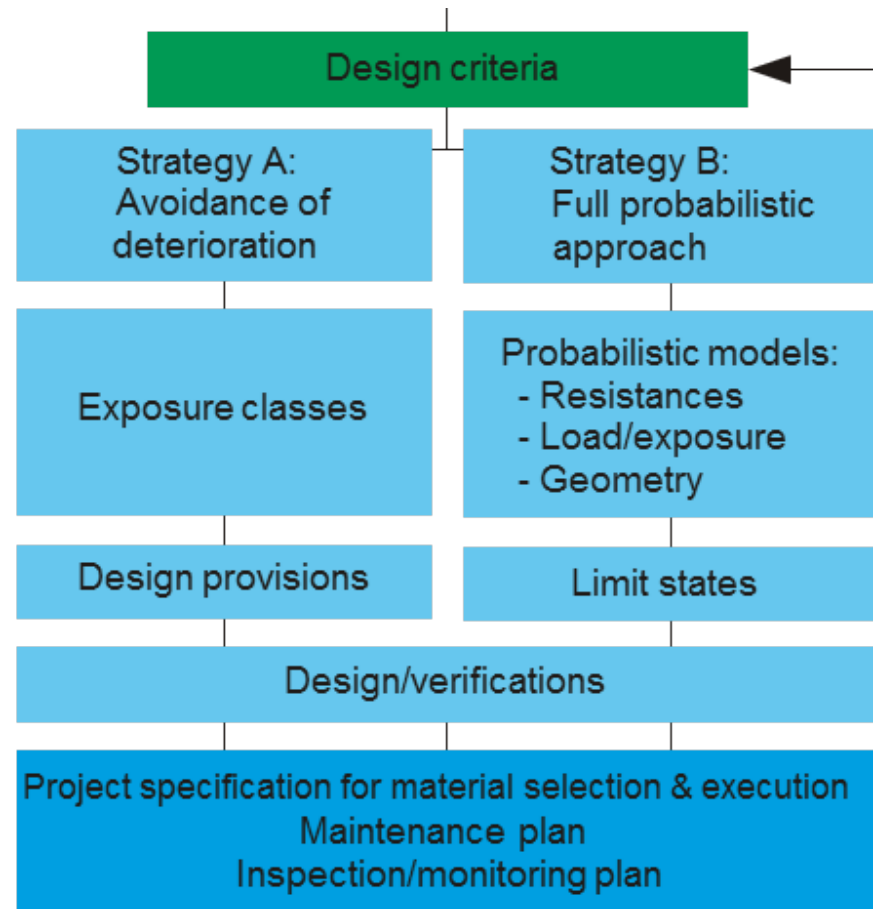 Design criteria
Strategy A:
Avoidance of
deterioration
Strategy B:
Full probabilistic
approach
Exposure classes
Probabilistic models:
- Resistances
- Load/exposure
- Geometry
Design provisions
Limit states
Design/verifications
Project specification for material selection & execution
Maintenance plan
Inspection/monitoring plan